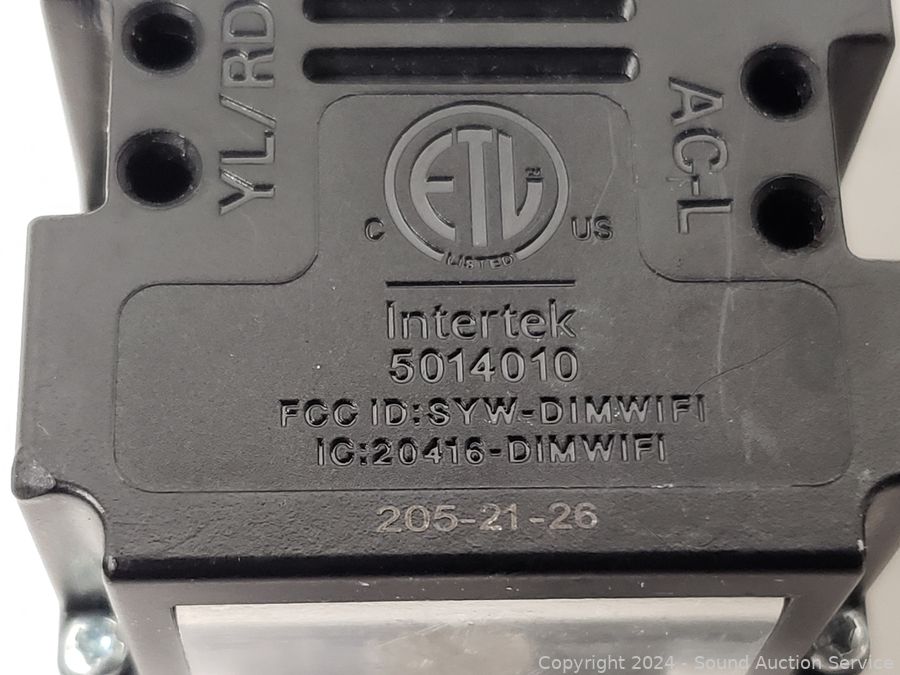 YL/RD
AC-L
ETL
C US
LISTED
Intertek
5014010
FCC ID:SYW-DIMWIFI
IC:20416-DIMWIFI
205-21-26
Copyright 2024 - Sound Auction Service